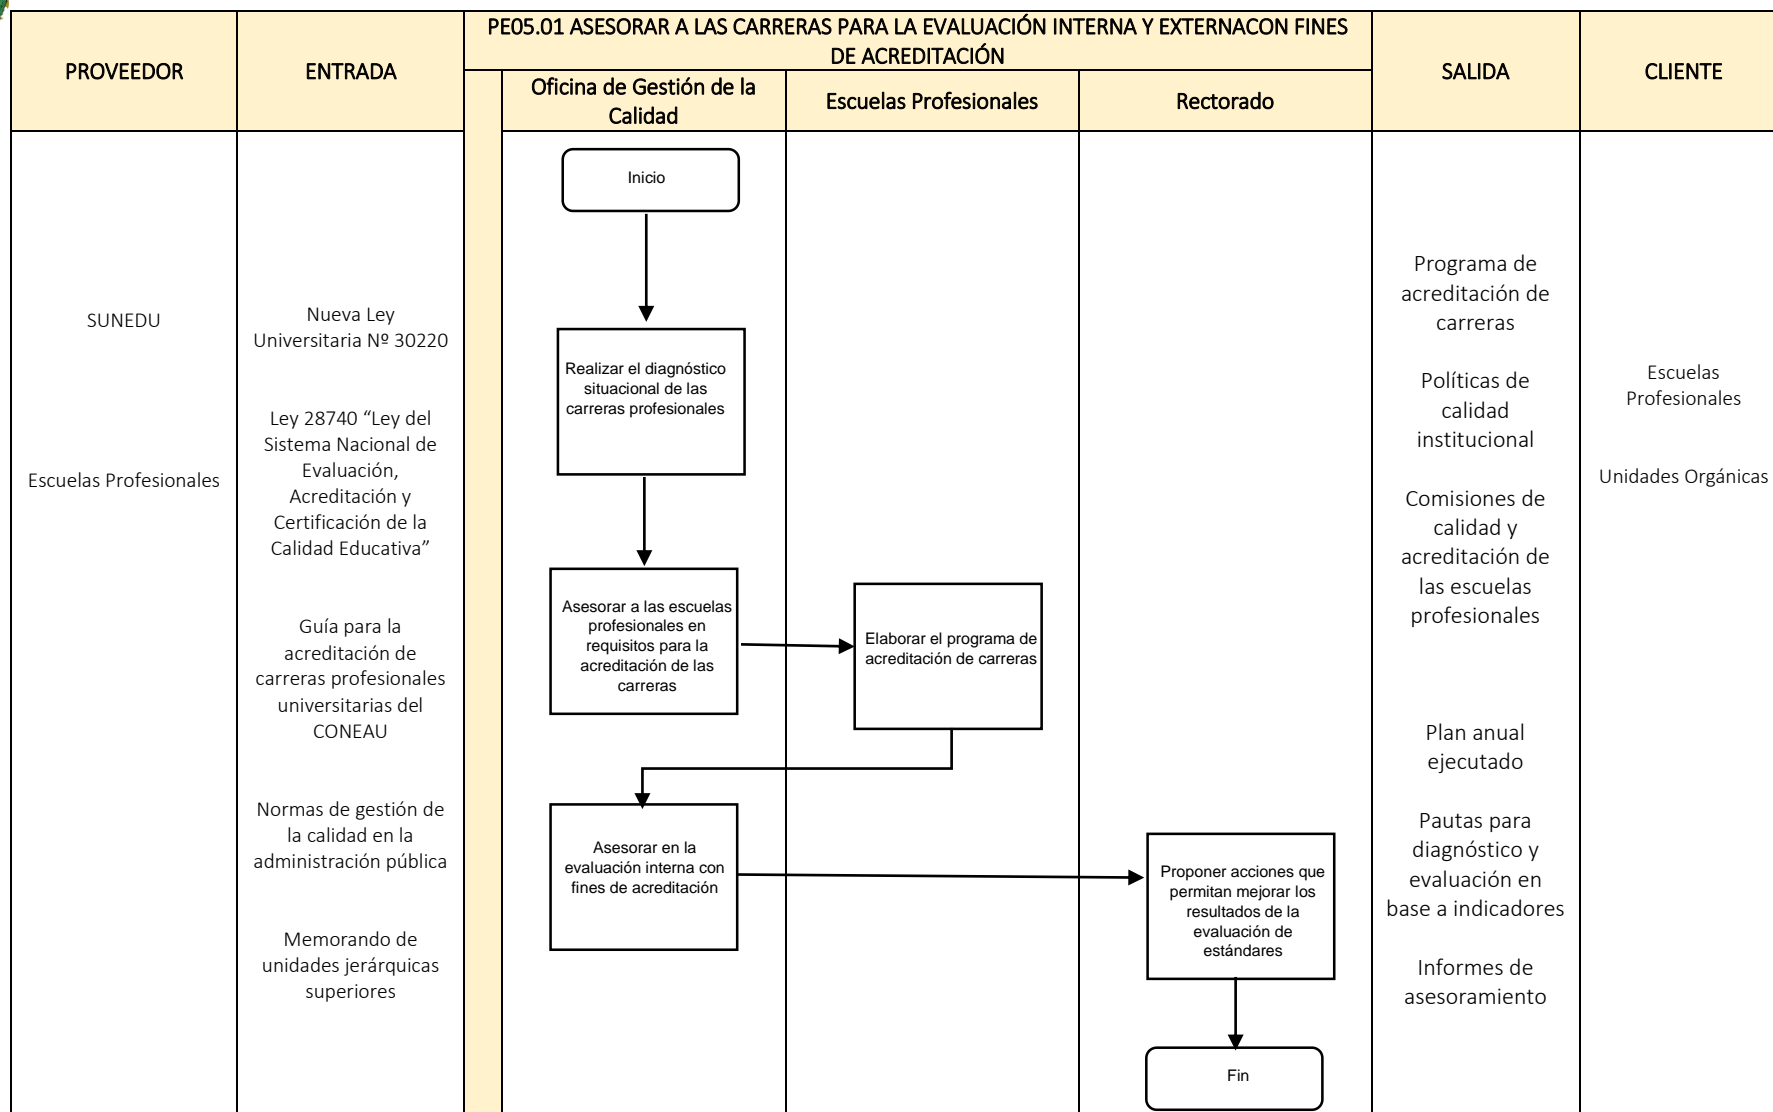 PROVEEDOR
ENTRADA
PE05.01 ASESORAR A LAS CARRERAS PARA LA EVALUACIÓN INTERNA Y EXTERNACON FINES
DE ACREDITACIÓN
SALIDA
CLIENTE
Oficina de Gestión de la
Calidad
Escuelas Profesionales
Rectorado
SUNEDU
Escuelas Profesionales
Nueva Ley
Universitaria Nº 30220
Ley 28740 “Ley del
Sistema Nacional de
Evaluación,
Acreditación y
Certificación de la
Calidad Educativa”
Guía para la
acreditación de
carreras profesionales
universitarias del
CONEAU
Normas de gestión de
la calidad en la
administración pública
Memorando de
unidades jerárquicas
superiores
Inicio
Realizar el diagnóstico
situacional de las
carreras profesionales
Asesorar a las escuelas
profesionales en
requisitos para la
acreditación de las
carreras
Elaborar el programa de
acreditación de carreras
Asesorar en la
evaluación interna con
fines de acreditación
Proponer acciones que
permitan mejorar los
resultados de la
evaluación de
estándares
Fin
Programa de
acreditación de
carreras
Políticas de
calidad
institucional
Comisiones de
calidad y
acreditación de
las escuelas
profesionales
Plan anual
ejecutado
Pautas para
diagnóstico y
evaluación en
base a indicadores
Informes de
asesoramiento
Escuelas
Profesionales
Unidades Orgánicas